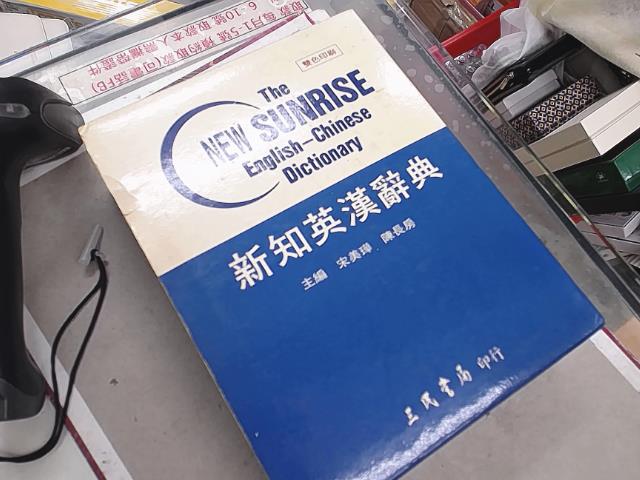 雙色印刷
The
NEW SUNRISE
English–Chinese
Dictionary
新知英漢辭典
主編 宋美璍 陳長房
三民書局 印行